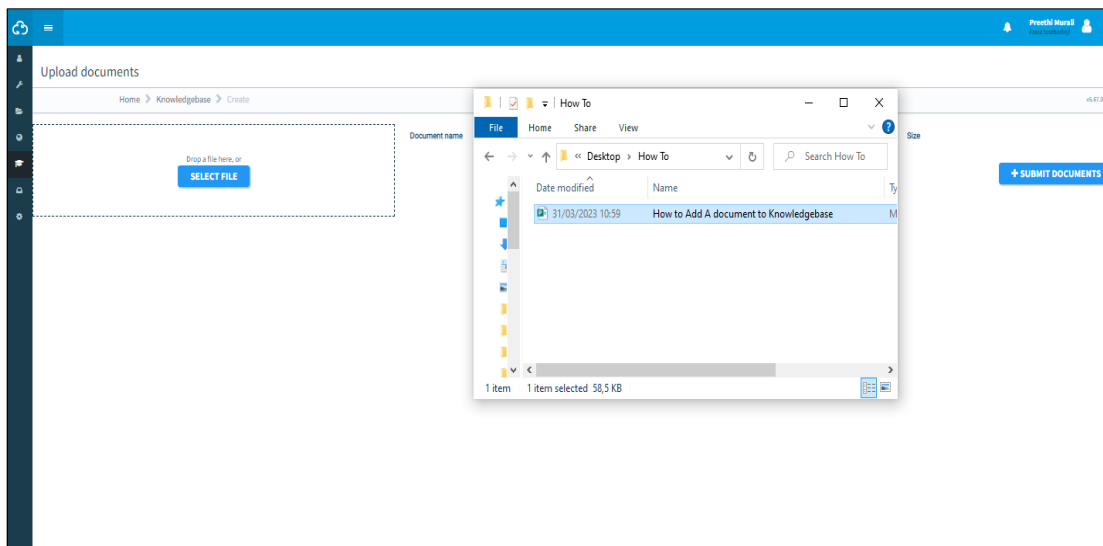 Preethi Murali
Upload documents
Home > Knowledgebase > Create
Drop a file here, or
SELECT FILE
Document name
Size
+ SUBMIT DOCUMENTS
How To
File Home Share View
« Desktop > How To
Search How To
Date modified Name Ty
31/03/2023 10:59 How to Add A document to Knowledgebase M
1 item 1 item selected 58,5 KB